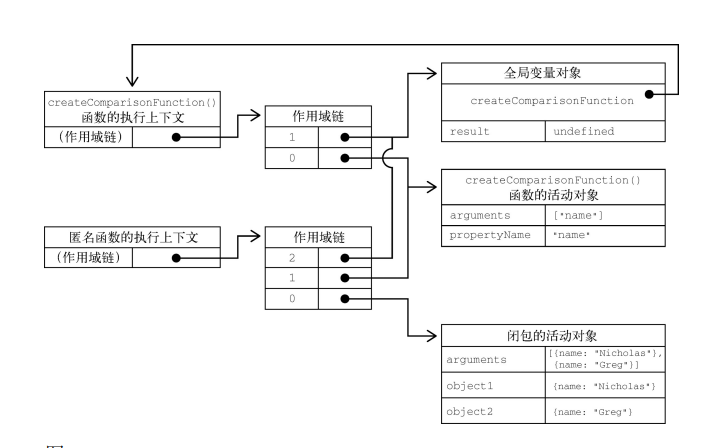 createComparisonFunction()
函数的执行上下文
(作用域链)
作用域链
1
0
全局变量对象
createComparisonFunction
result undefined
createComparisonFunction()
函数的活动对象
arguments ["name"]
propertyName "name"
匿名函数的执行上下文
(作用域链)
作用域链
2
1
0
闭包的活动对象
arguments [{name: "Nicholas"},
{name: "Greg"}]
object1 {name: "Nicholas"}
object2 {name: "Greg"}